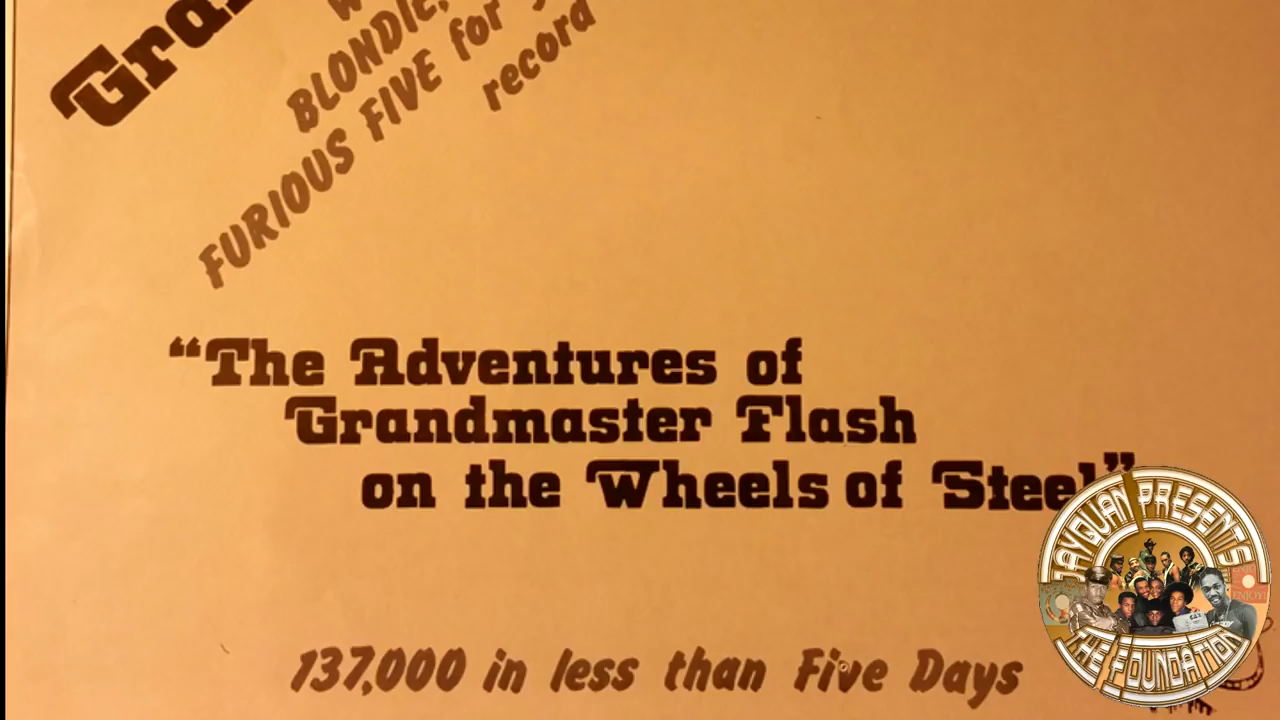 Gra
BLONDIE,
FURIOUS FIVE for
record
“The Adventures of
Grandmaster Flash
on the Wheels of Steel”
137,000 in less than Five Days
JAYQUAN PRESENTS
THE FOUNDATION
ENJOY!